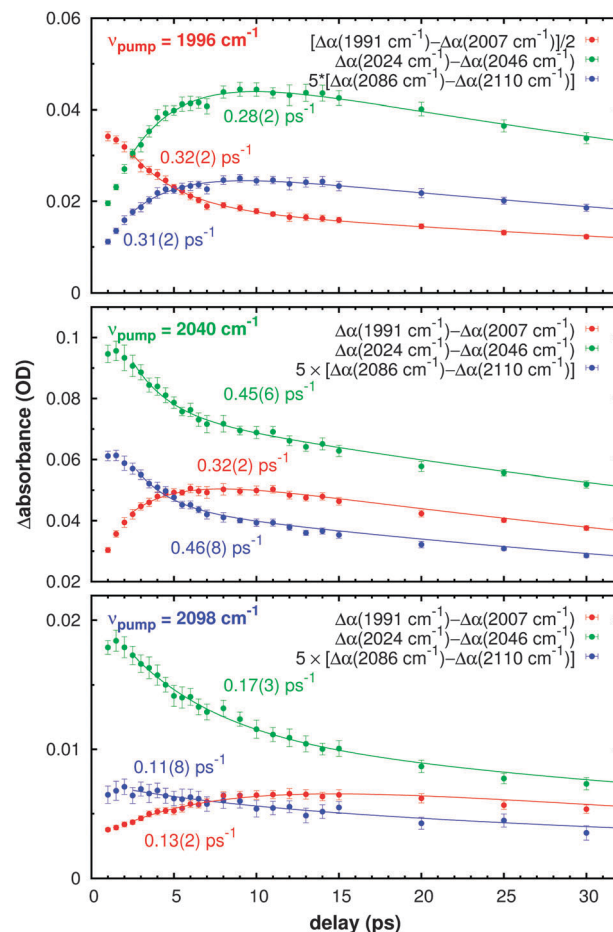 ν_pump = 1996 cm⁻¹
[Δα(1991 cm⁻¹)−Δα(2007 cm⁻¹)]/2
Δα(2024 cm⁻¹)−Δα(2046 cm⁻¹)
5*[Δα(2086 cm⁻¹)−Δα(2110 cm⁻¹)]
0.06
0.04
0.02
0
0.28(2) ps⁻¹
0.32(2) ps⁻¹
0.31(2) ps⁻¹
ν_pump = 2040 cm⁻¹
Δα(1991 cm⁻¹)−Δα(2007 cm⁻¹)
Δα(2024 cm⁻¹)−Δα(2046 cm⁻¹)
5 × [Δα(2086 cm⁻¹)−Δα(2110 cm⁻¹)]
0.1
0.08
0.06
0.04
0.02
0.45(6) ps⁻¹
0.32(2) ps⁻¹
0.46(8) ps⁻¹
Δabsorbance (OD)
ν_pump = 2098 cm⁻¹
Δα(1991 cm⁻¹)−Δα(2007 cm⁻¹)
Δα(2024 cm⁻¹)−Δα(2046 cm⁻¹)
5 × [Δα(2086 cm⁻¹)−Δα(2110 cm⁻¹)]
0.02
0.01
0
0.17(3) ps⁻¹
0.11(8) ps⁻¹
0.13(2) ps⁻¹
0 5 10 15 20 25 30
delay (ps)